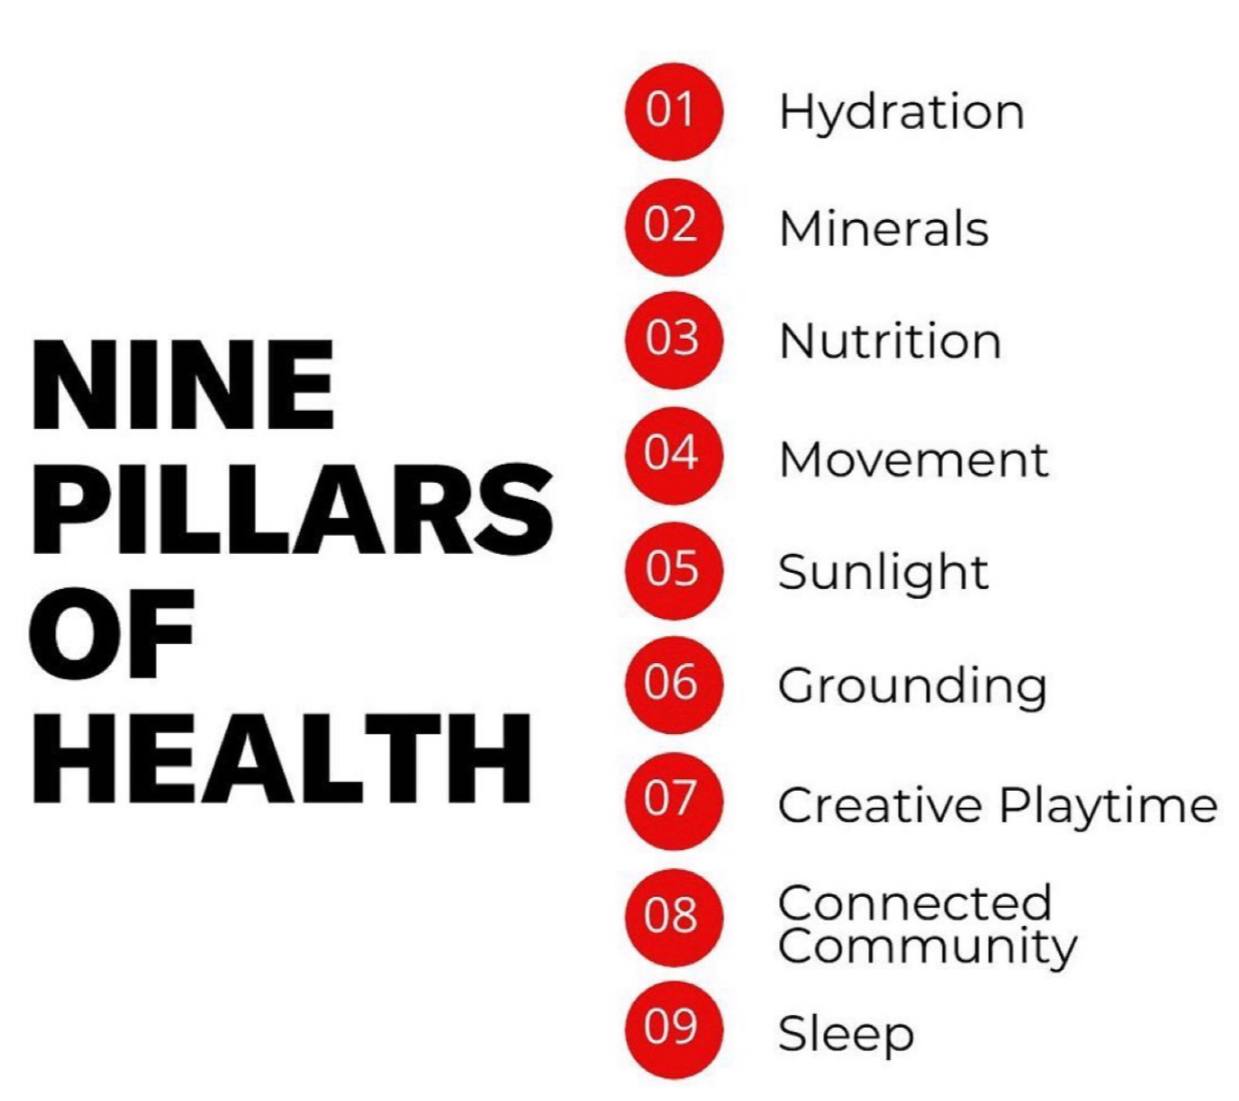 NINE
PILLARS
OF
HEALTH
01 Hydration
02 Minerals
03 Nutrition
04 Movement
05 Sunlight
06 Grounding
07 Creative Playtime
08 Connected
Community
09 Sleep